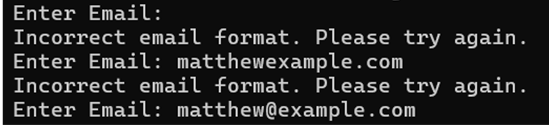 Enter Email:
Incorrect email format. Please try again.
Enter Email: matthewexample.com
Incorrect email format. Please try again.
Enter Email: matthew@example.com